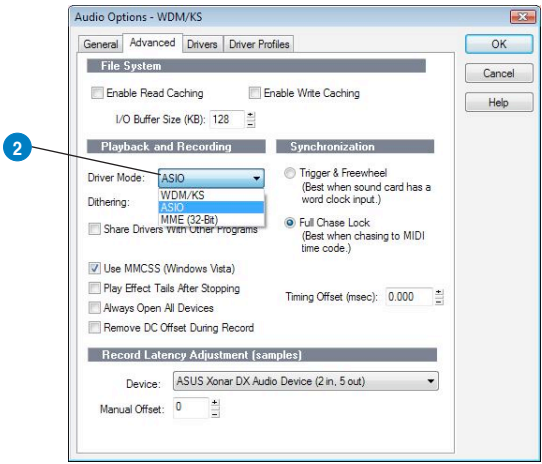 Audio Options - WDM/KS
General Advanced Drivers Driver Profiles
OK
Cancel
Help
File System
Enable Read Caching Enable Write Caching
I/O Buffer Size (KB): 128
2
Playback and Recording
Driver Mode: ASIO
WDM/KS
ASIO
MME (32-Bit)
Dithering:
Share Drivers With Other Programs
Use MMCSS (Windows Vista)
Play Effect Tails After Stopping
Always Open All Devices
Remove DC Offset During Record
Synchronization
Trigger & Freewheel
(Best when sound card has a
word clock input.)
Full Chase Lock
(Best when chasing to MIDI
time code.)
Timing Offset (msec): 0.000
Record Latency Adjustment (samples)
Device: ASUS Xonar DX Audio Device (2 in, 5 out)
Manual Offset: 0